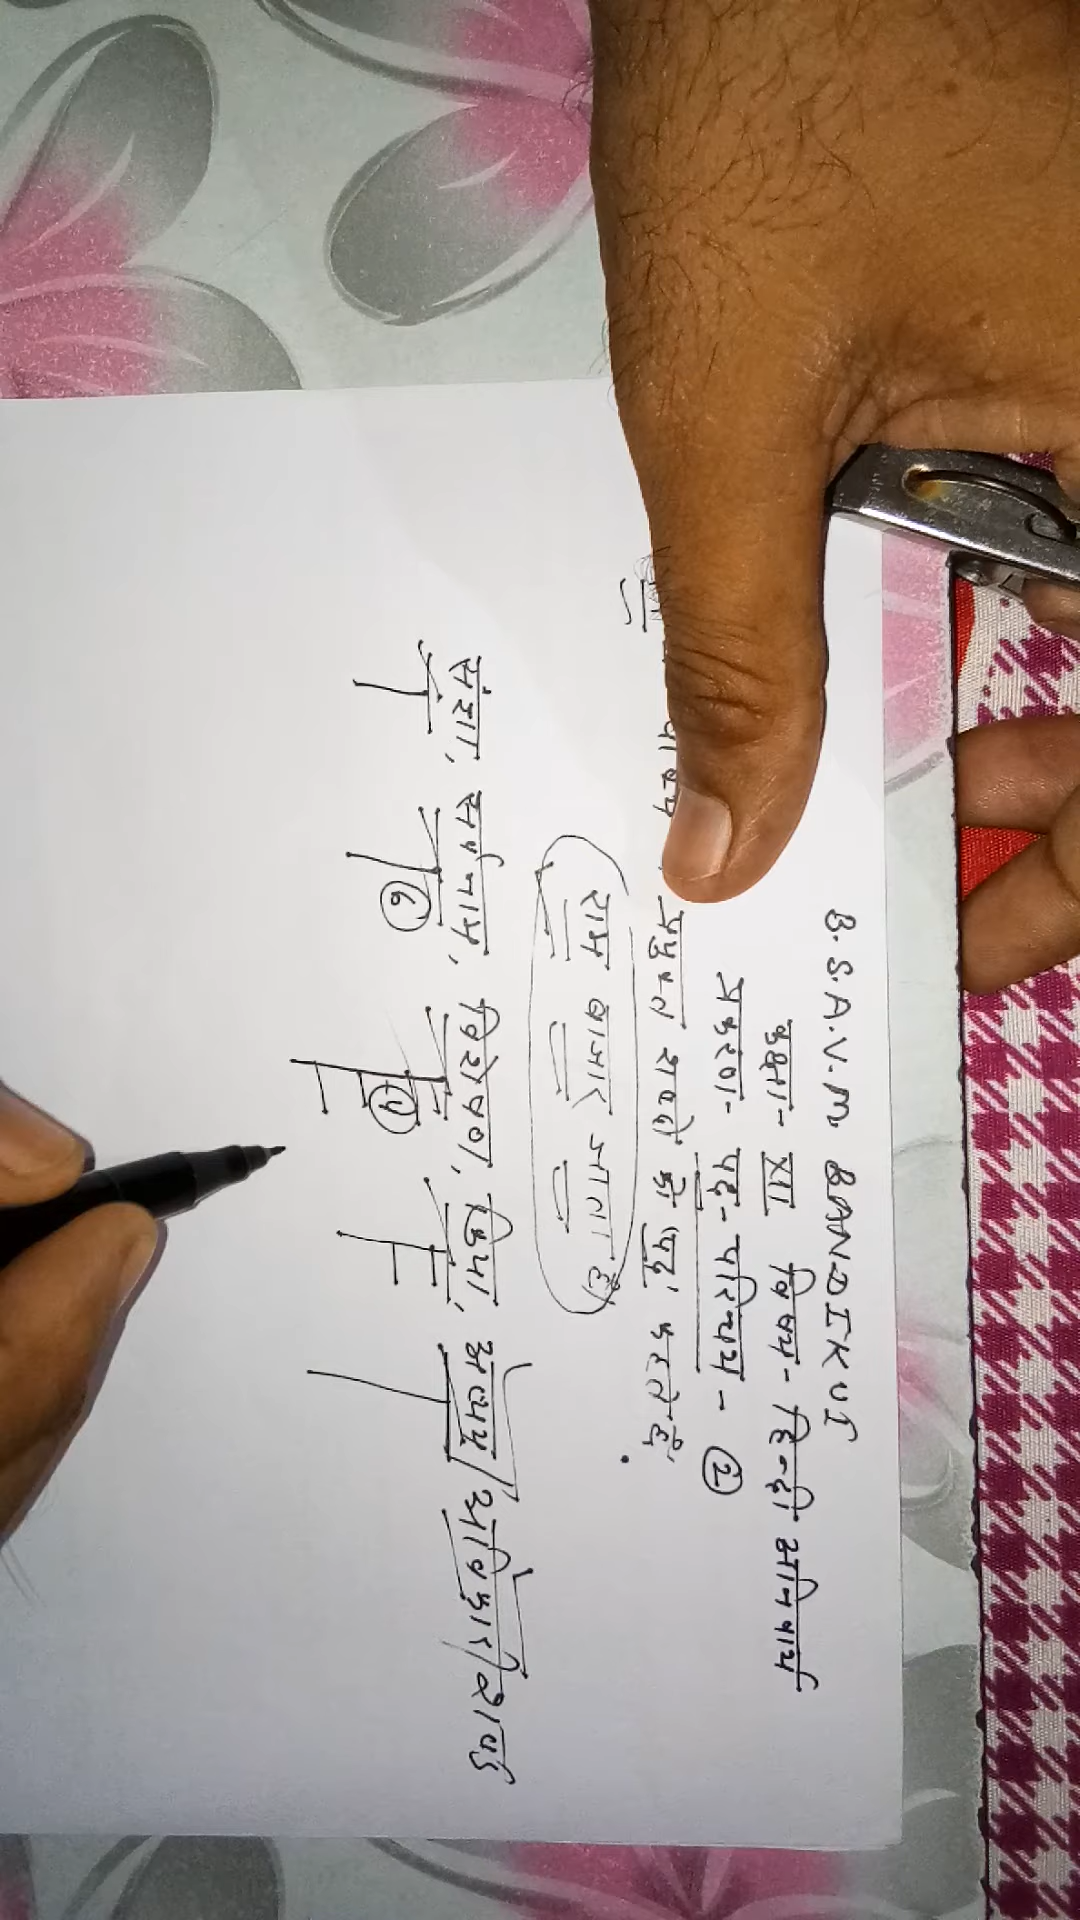 B.S.A.V.M BANDIKUI
कक्षा- XII विषय- हिन्दी अनिवार्य
प्रकरण- पद-परिचय- ②
प्रयुक्त शब्दों को 'पद' कहते हैं.
राम बाजार जाता है।
संज्ञा, सर्वनाम, विशेषण, क्रिया, अव्यय/अविकारी शब्द
⑥ ④